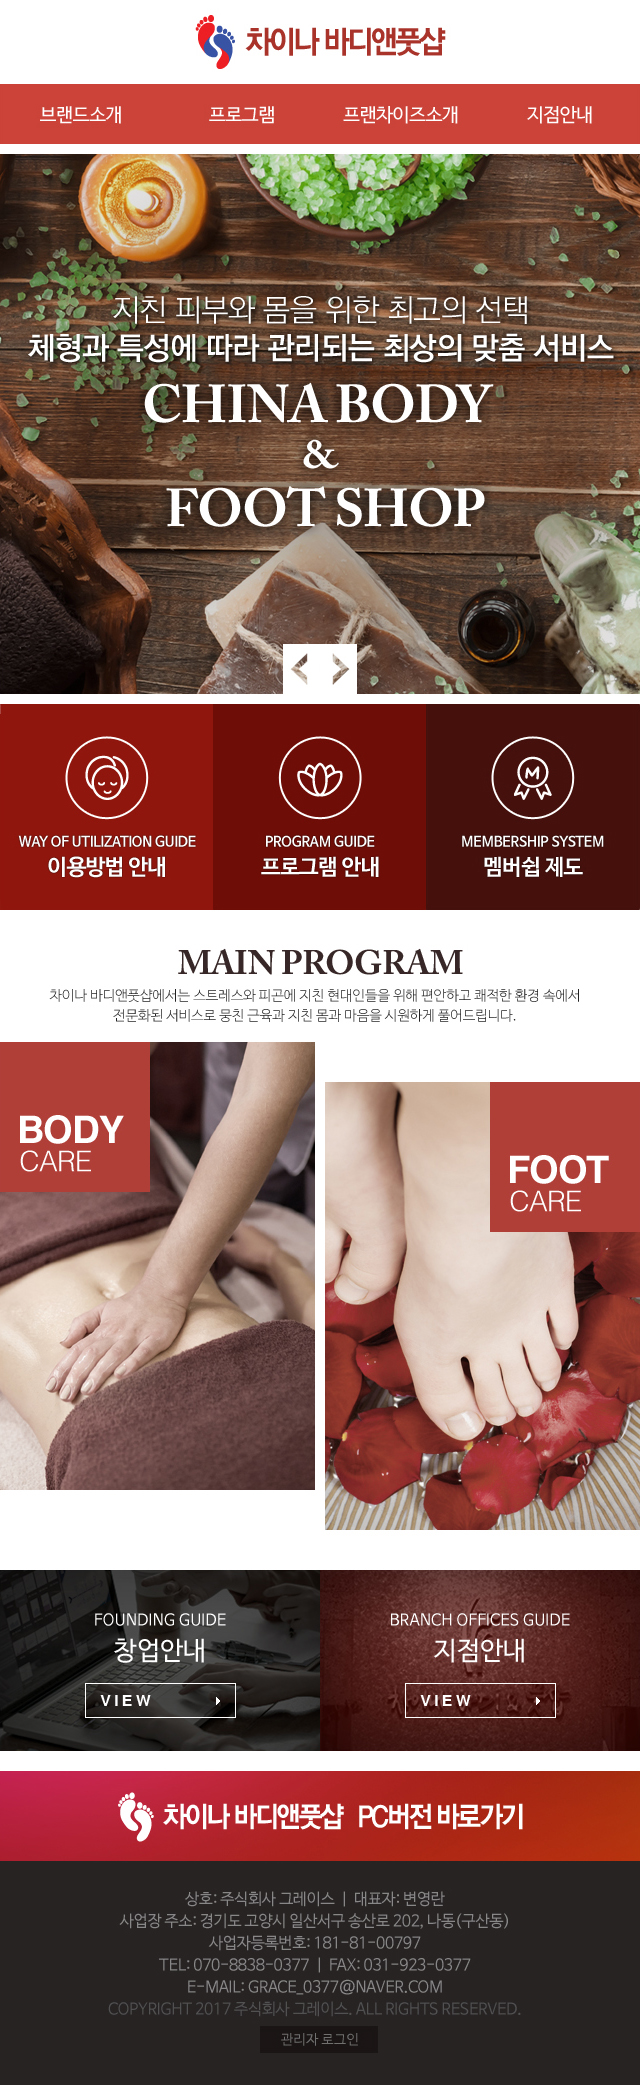 차이나 바디앤풋샵
브랜드소개 프로그램 프랜차이즈소개 지점안내
지친 피부와 몸을 위한 최고의 선택
체형과 특성에 따라 관리되는 최상의 맞춤 서비스
CHINA BODY
&
FOOT SHOP
WAY OF UTILIZATION GUIDE
이용방법 안내
PROGRAM GUIDE
프로그램 안내
M
MEMBERSHIP SYSTEM
멤버쉽 제도
MAIN PROGRAM
차이나 바디앤풋샵에서는 스트레스와 피곤에 지친 현대인들을 위해 편안하고 쾌적한 환경 속에서
전문화된 서비스로 뭉친 근육과 지친 몸과 마음을 시원하게 풀어드립니다.
BODY
CARE
FOOT
CARE
FOUNDING GUIDE
창업안내
VIEW
BRANCH OFFICES GUIDE
지점안내
VIEW
차이나 바디앤풋샵 PC버전 바로가기
상호: 주식회사 그레이스 | 대표자: 변영란
사업장 주소: 경기도 고양시 일산서구 송산로 202, 나동(구산동)
사업자등록번호: 181-81-00797
TEL: 070-8838-0377 | FAX: 031-923-0377
E-MAIL: GRACE_0377@NAVER.COM
COPYRIGHT 2017 주식회사 그레이스. ALL RIGHTS RESERVED.
관리자 로그인